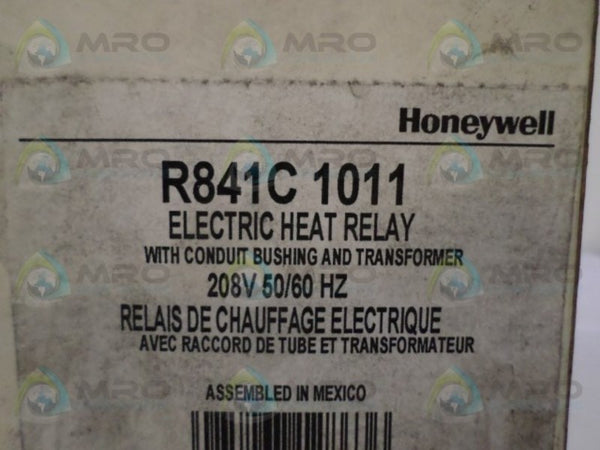 Honeywell
R841C 1011
ELECTRIC HEAT RELAY
WITH CONDUIT BUSHING AND TRANSFORMER
208V 50/60 HZ
RELAIS DE CHAUFFAGE ELECTRIQUE
AVEC RACCORD DE TUBE ET TRANSFORMATEUR
ASSEMBLED IN MEXICO